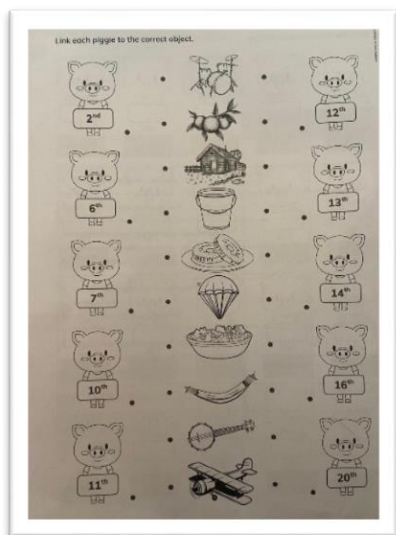 Link each piggie to the correct object.
2nd
12th
6th
13th
7th
14th
10th
16th
11th
20th